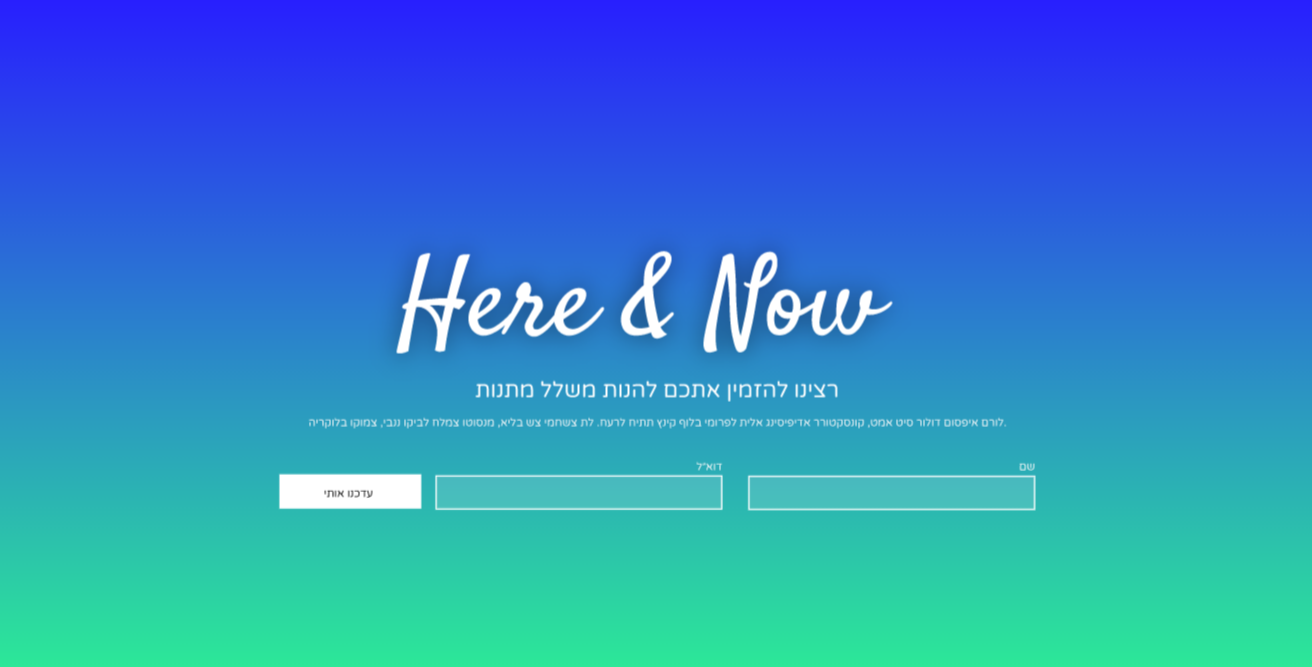 Here & Now
רצינו להזמין אתכם להנות משלל מתנות
לורם איפסום דולור סיט אמט, קונסקטורר אדיפיסינג אלית לפרומי בלוף קינץ תתיח לרעח. לת צשחמי צש בליא, מנסוטו צמלח לביקו ננבי, צמוקו בלוקריה.
שם
דוא״ל
עדכנו אותי